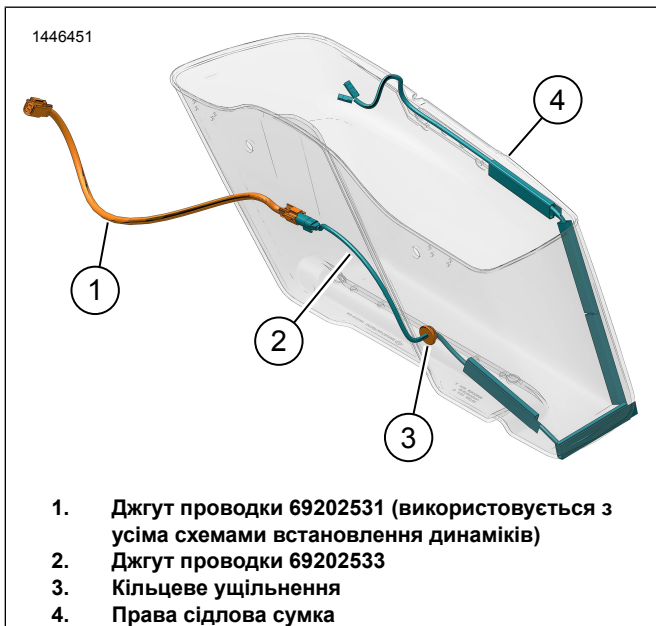 1446451
4
1
2
3
1. Джгут проводки 69202531 (використовується з
усіма схемами встановлення динаміків)
2. Джгут проводки 69202533
3. Кільцеве ущільнення
4. Права сідлова сумка